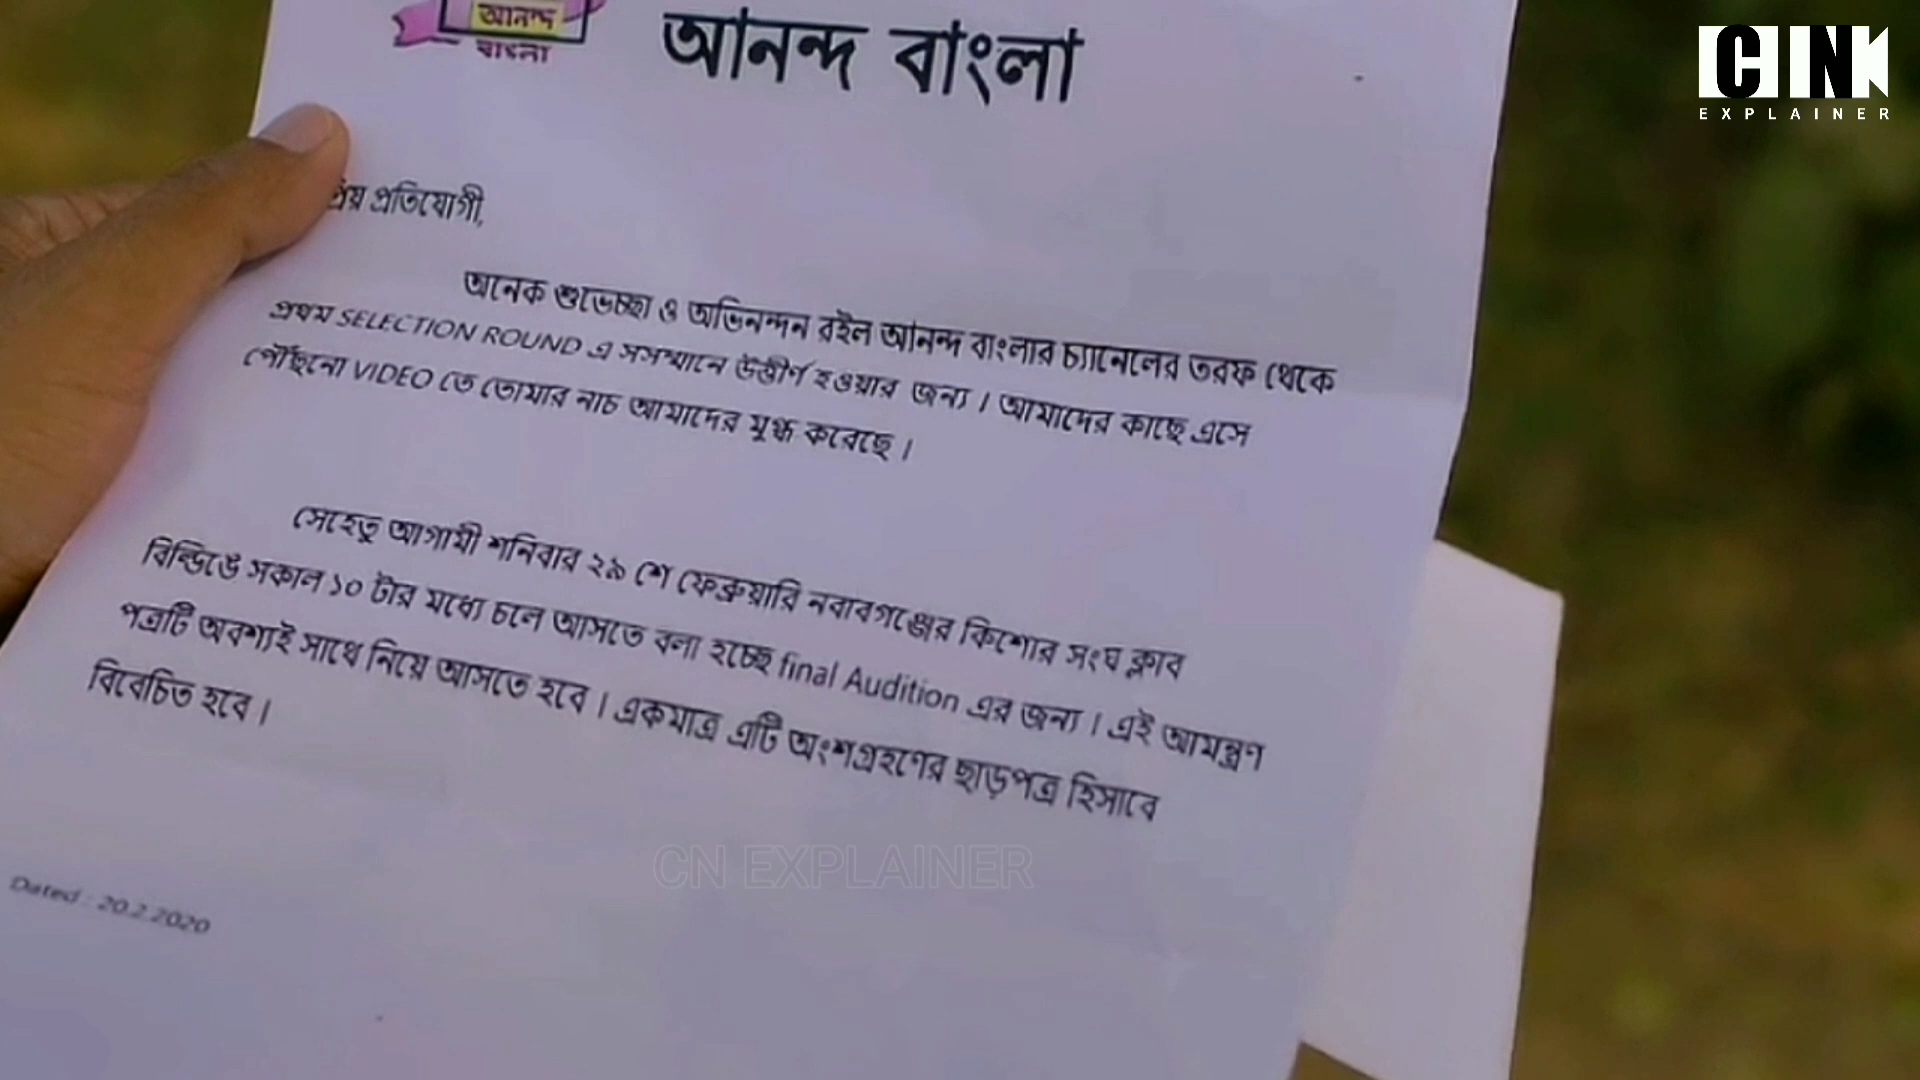 আনন্দ
বাংলা
আনন্দ বাংলা
CINK
EXPLAINER
প্রিয় প্রতিযোগী,
অনেক শুভেচ্ছা ও অভিনন্দন রইল আনন্দ বাংলার চ্যানেলের তরফ থেকে
প্রথম SELECTION ROUND এ সসম্মানে উত্তীর্ণ হওয়ার জন্য । আমাদের কাছে এসে
পৌঁছনো VIDEO তে তোমার নাচ আমাদের মুগ্ধ করেছে ।
সেহেতু আগামী শনিবার ২৯ শে ফেব্রুয়ারি নবাবগঞ্জের কিশোর সংঘ ক্লাব
বিল্ডিঙে সকাল ১০ টার মধ্যে চলে আসতে বলা হচ্ছে final Audition এর জন্য । এই আমন্ত্রণ
পত্রটি অবশ্যই সাথে নিয়ে আসতে হবে । একমাত্র এটি অংশগ্রহণের ছাড়পত্র হিসাবে
বিবেচিত হবে ।
CN EXPLAINER
Dated : 20.2.2020